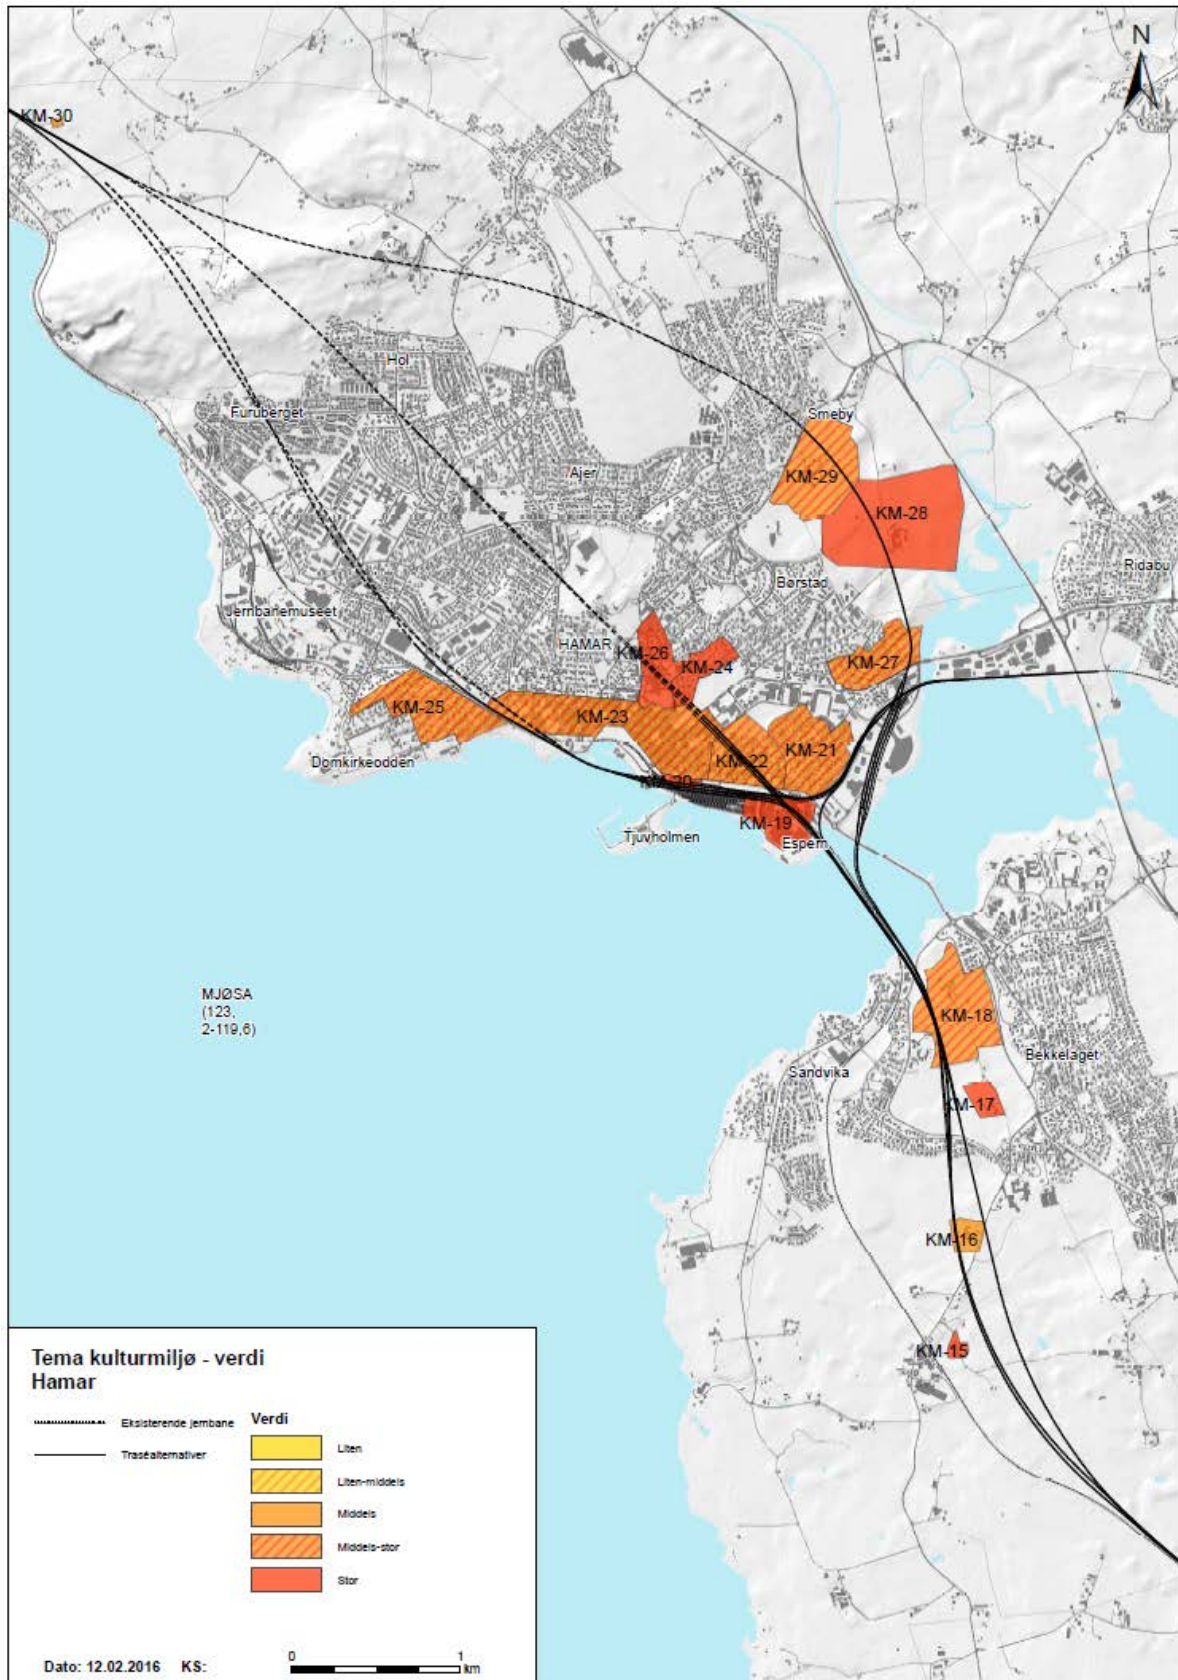 N
KM-30
Hol
Furuberget
Smeby
Ajer
KM-29
KM-28
Ridabu
Børstad
Jernbanemuseet
HAMAR
KM-26
KM-24
KM-27
KM-25
KM-23
KM-21
KM-22
Domkirkeodden
KM-20
KM-19
Tjuvholmen
Espern
MJØSA
(123,
2-119,6)
KM-18
Bekkelaget
Sandvika
KM-17
KM-16
KM-15
Tema kulturmiljø - verdi
Hamar
Eksisterende jernbane
Verdi
Traséalternativer
Liten
Liten-middels
Middels
Middels-stor
Stor
Dato: 12.02.2016 KS:
0 1
km